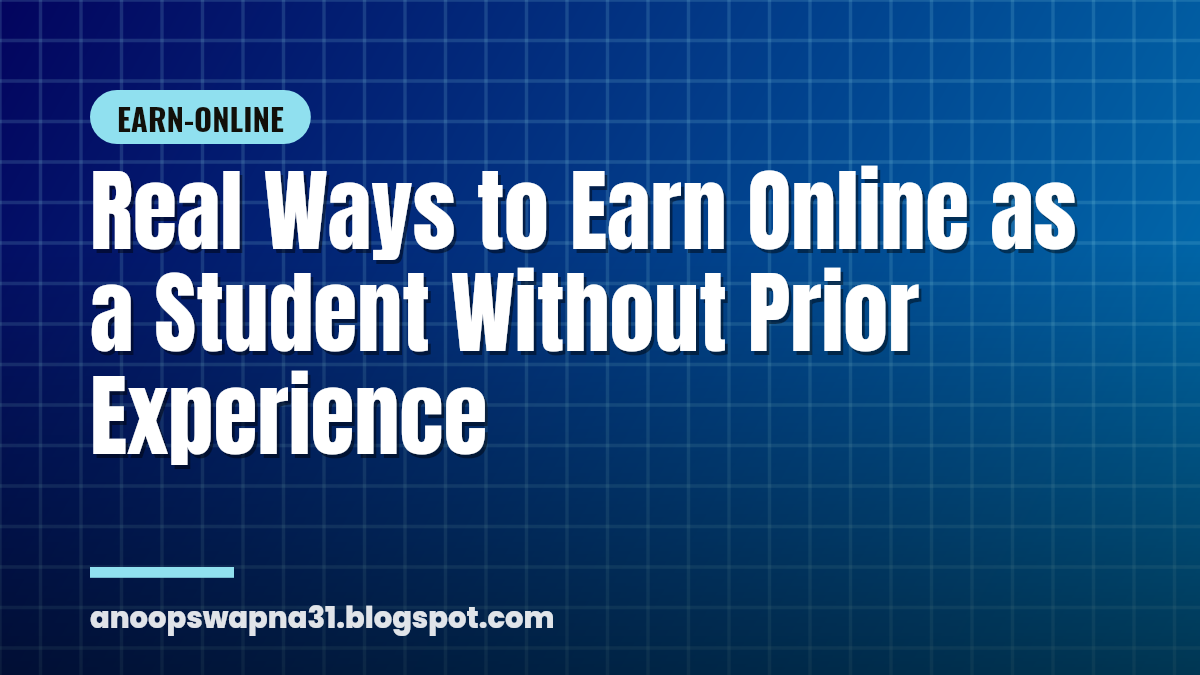 EARN-ONLINE
Real Ways to Earn Online as
a Student Without Prior
Experience
anoopswapna31.blogspot.com